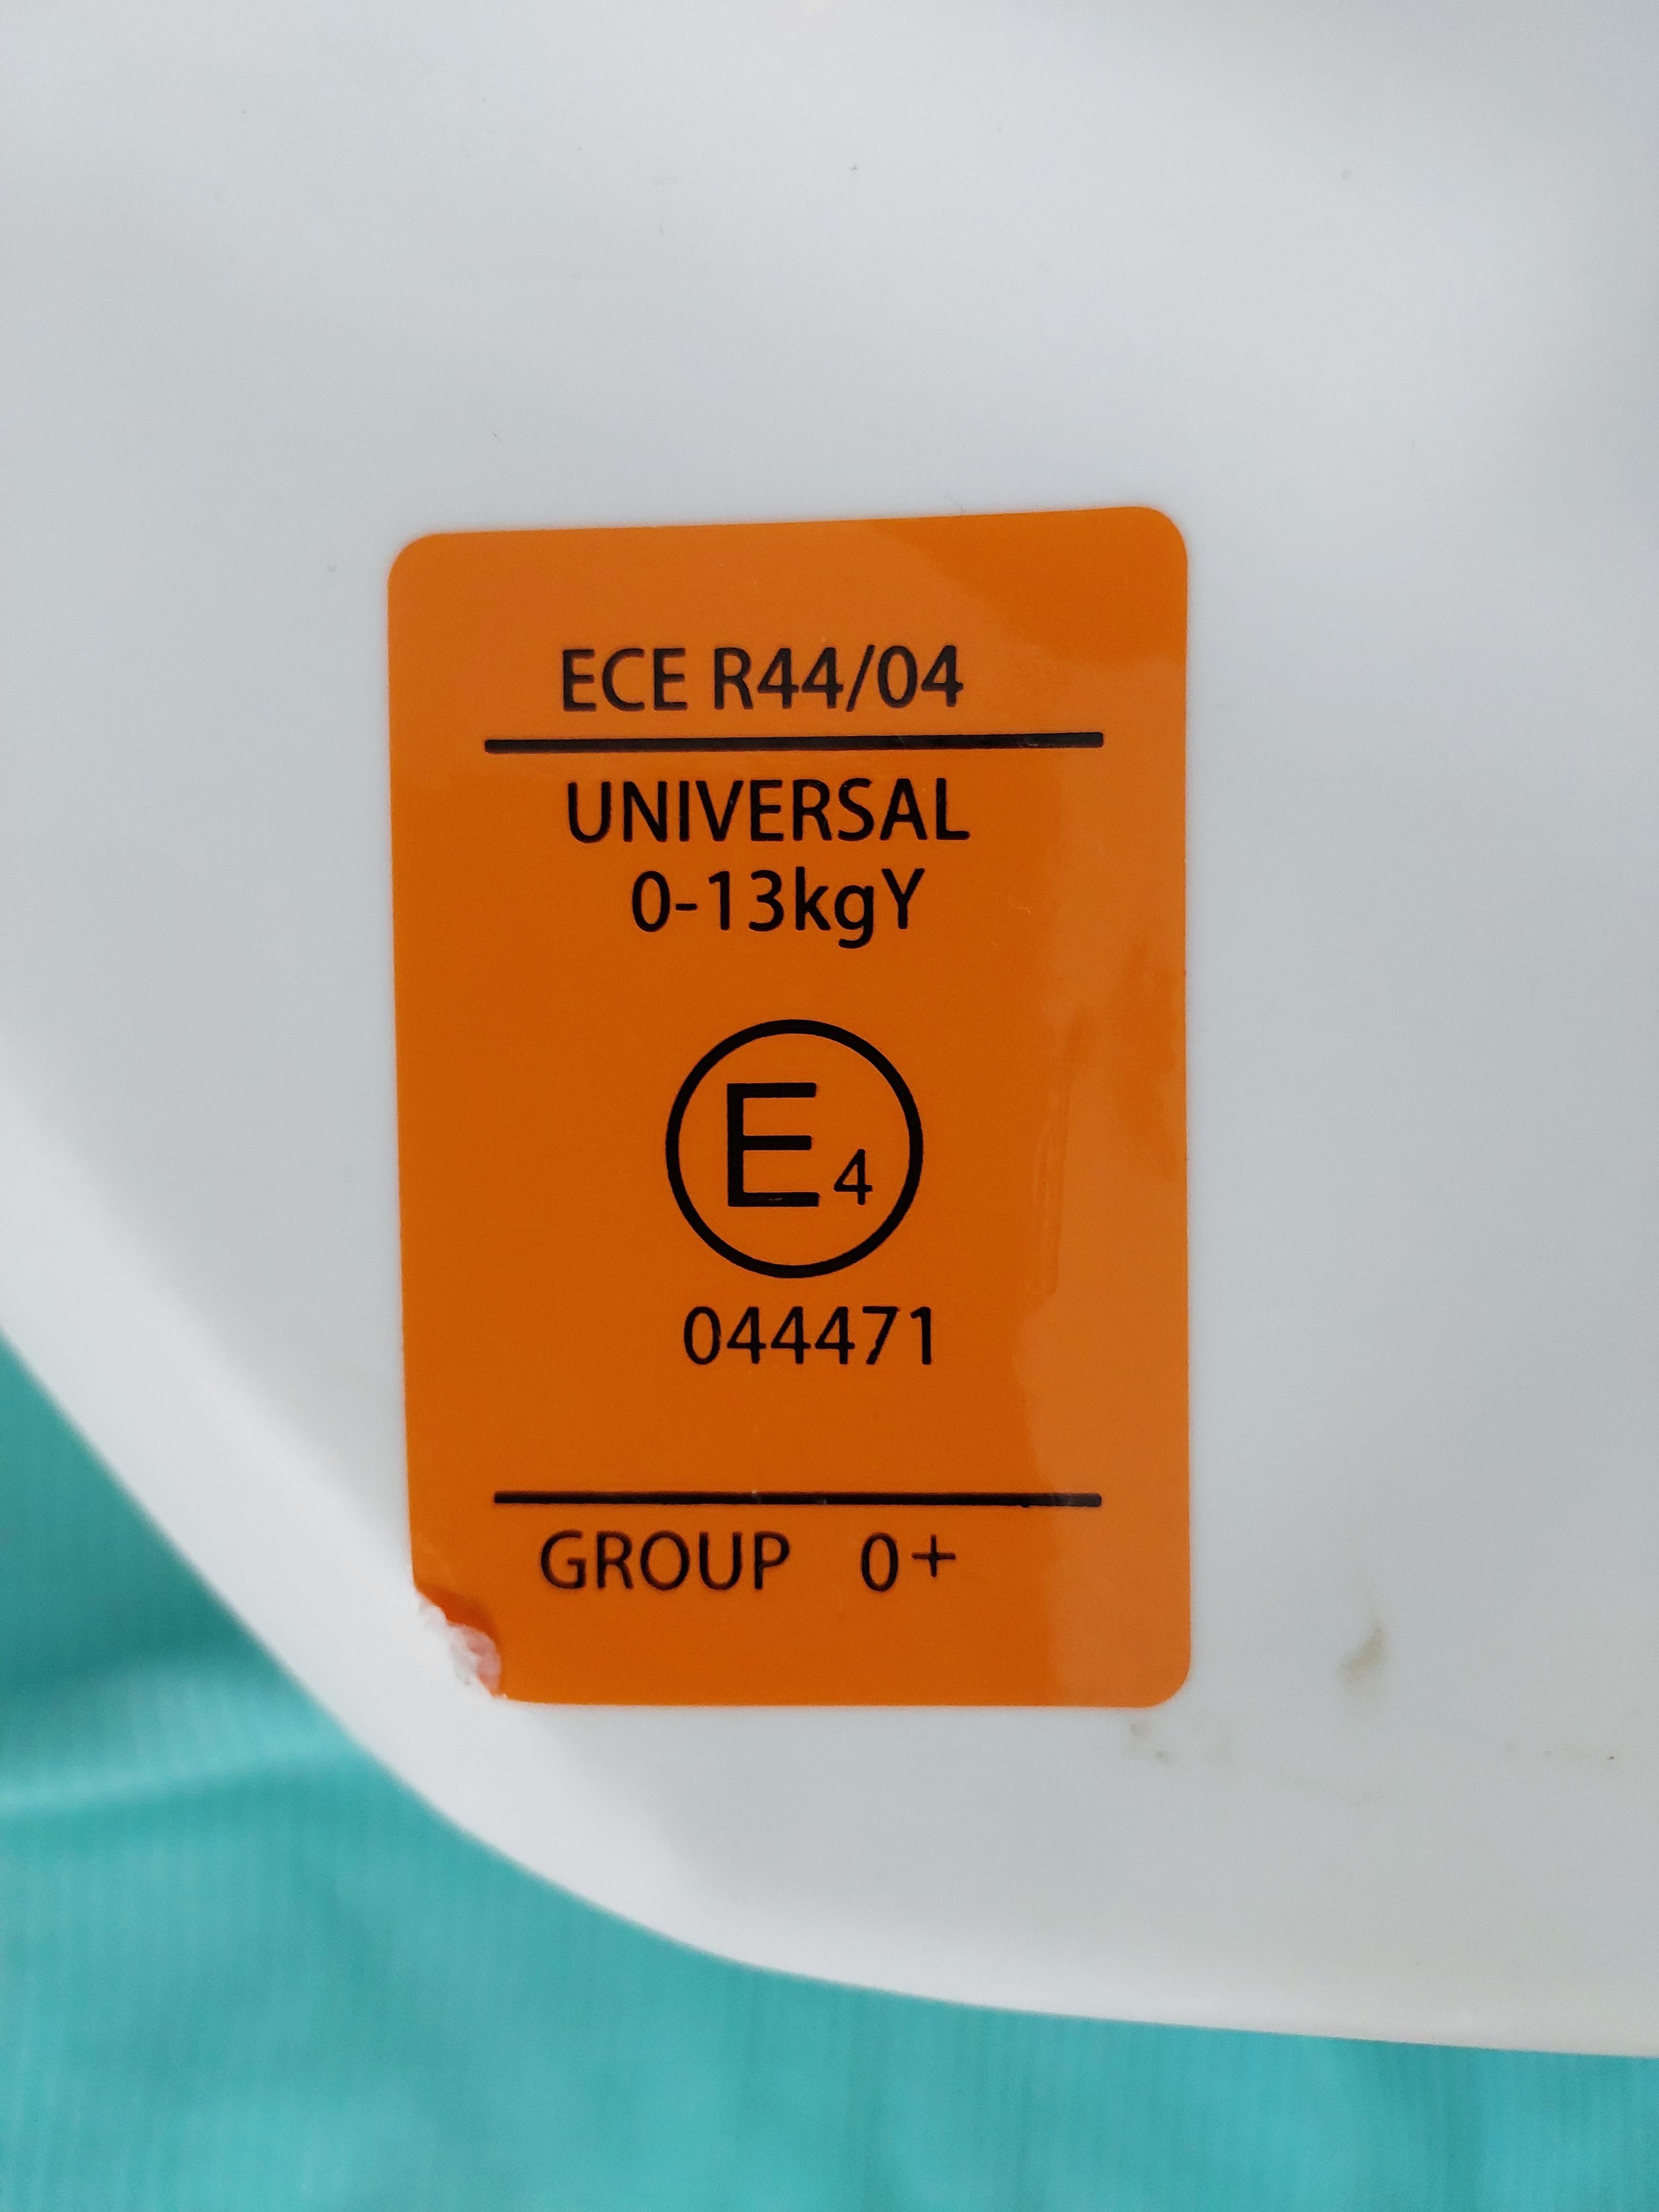 ECE R44/04
UNIVERSAL
0-13kgY
E4
044471
GROUP 0+